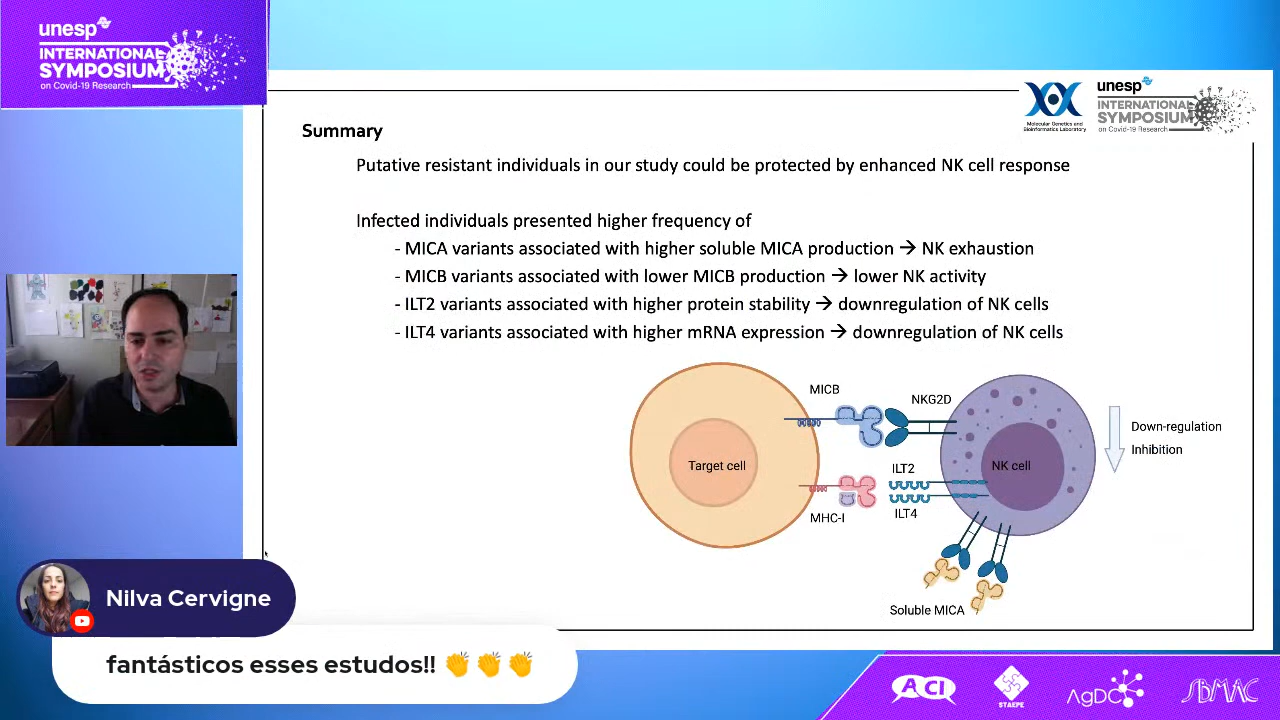 unesp
INTERNATIONAL
SYMPOSIUM
on Covid-19 Research
Molecular Genetics and
Bioinformatics Laboratory
unesp
INTERNATIONAL
SYMPOSIUM
on Covid-19 Research
Summary
Putative resistant individuals in our study could be protected by enhanced NK cell response
Infected individuals presented higher frequency of
- MICA variants associated with higher soluble MICA production → NK exhaustion
- MICB variants associated with lower MICB production → lower NK activity
- ILT2 variants associated with higher protein stability → downregulation of NK cells
- ILT4 variants associated with higher mRNA expression → downregulation of NK cells
MICB
NKG2D
Down-regulation
Inhibition
Target cell
ILT2
NK cell
MHC-I
ILT4
Soluble MICA
Nilva Cervigne
fantásticos esses estudos!! 👏 👏 👏
ACI
STAEPE
AgDC
SBMAC